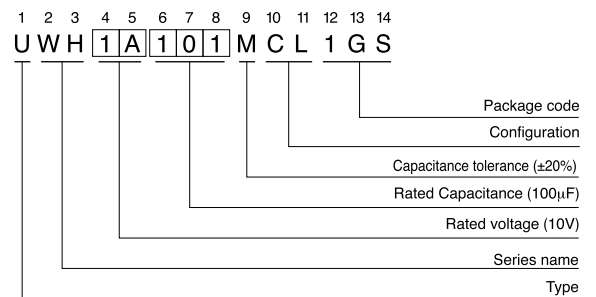 1 2 3 4 5 6 7 8 9 10 11 12 13 14
U W H 1 A 1 0 1 M C L 1 G S
Package code
Configuration
Capacitance tolerance (±20%)
Rated Capacitance (100µF)
Rated voltage (10V)
Series name
Type